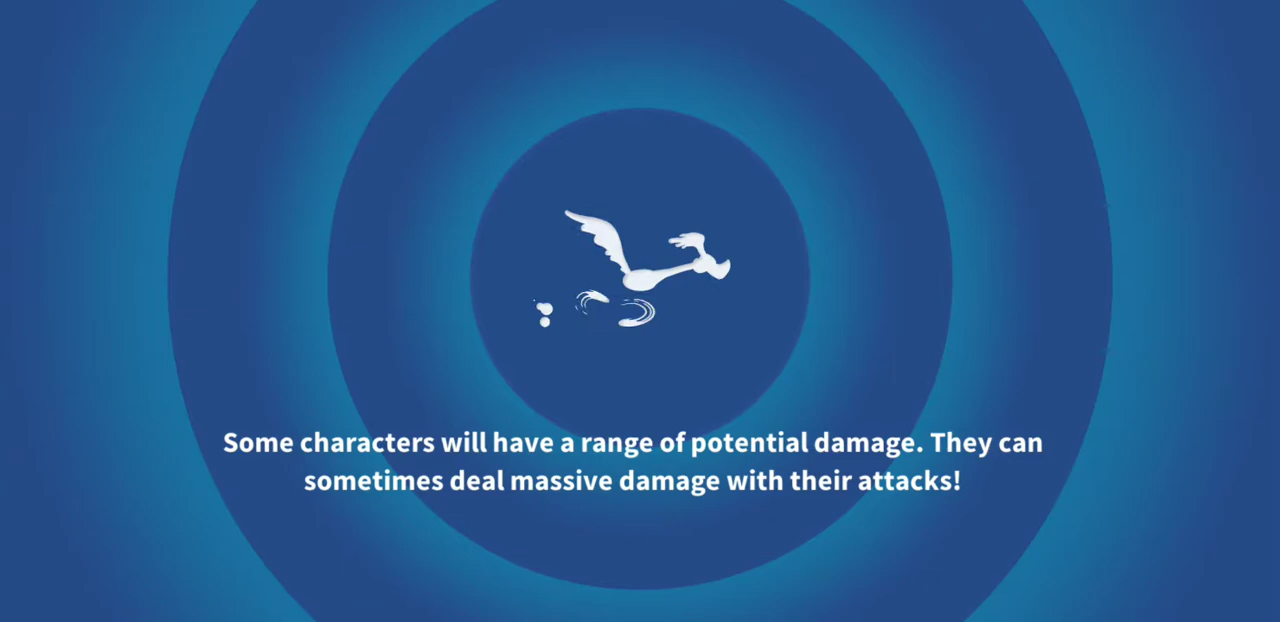 Some characters will have a range of potential damage. They can
sometimes deal massive damage with their attacks!